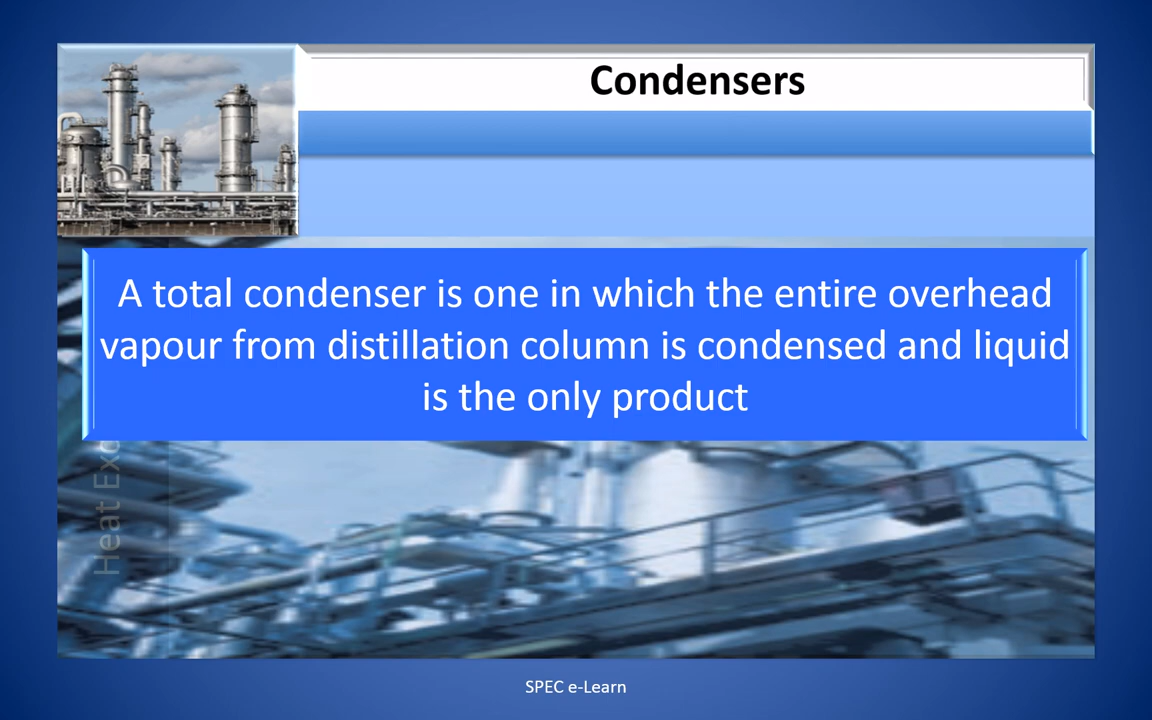 Condensers
A total condenser is one in which the entire overhead
vapour from distillation column is condensed and liquid
is the only product
Heat
SPEC e-Learn